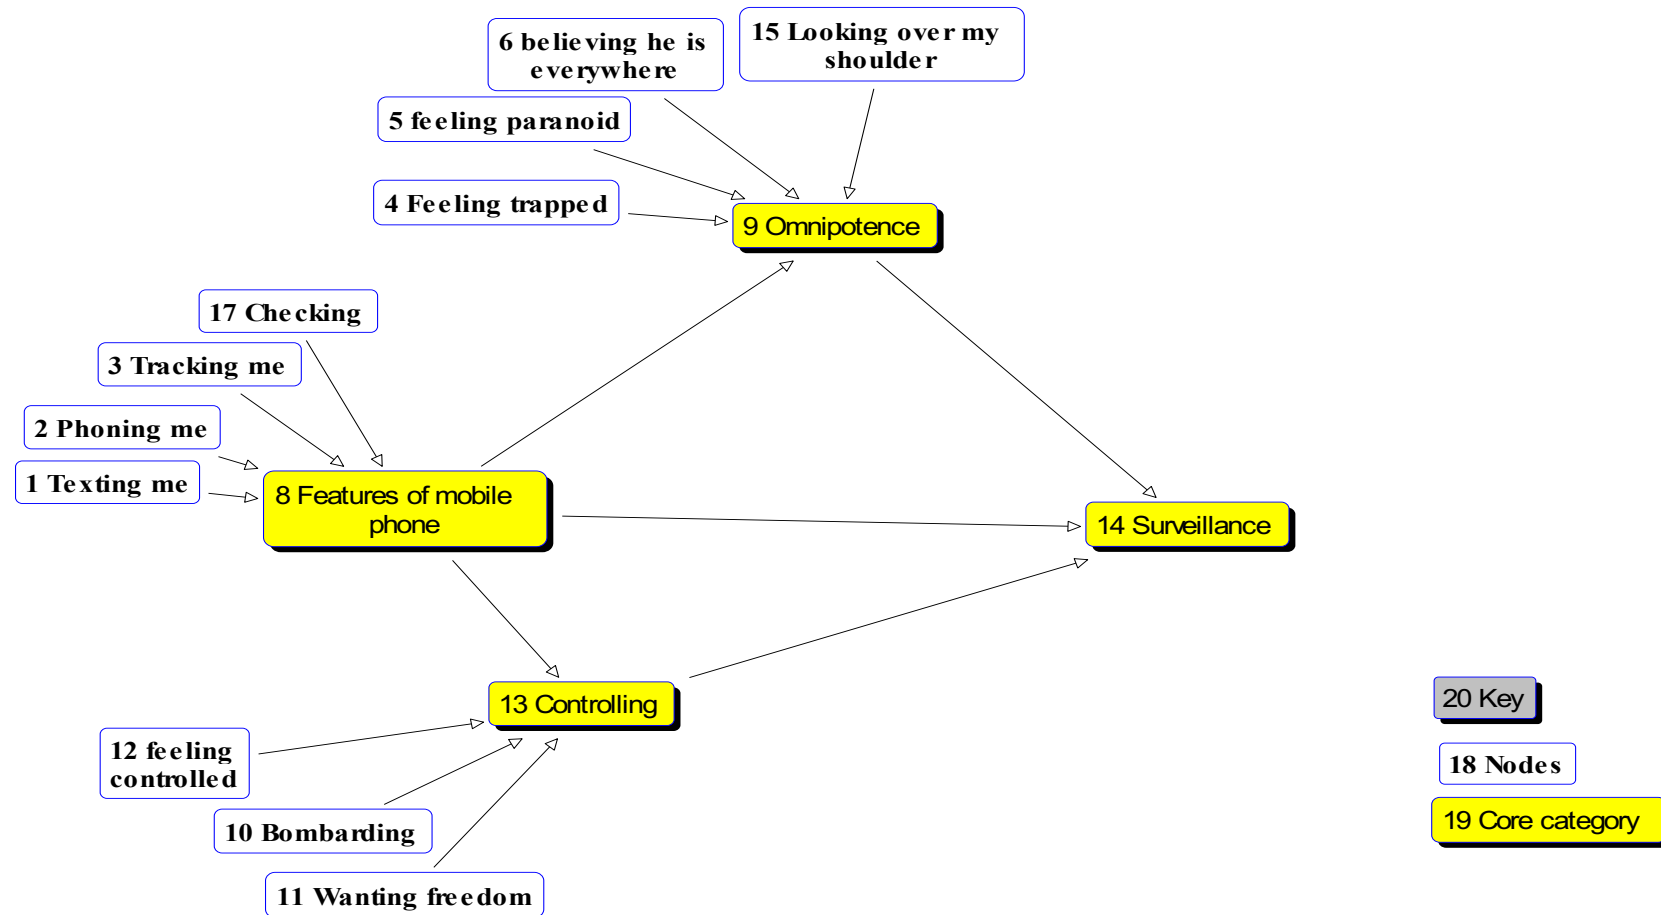 6 believing he is
everywhere
15 Looking over my
shoulder
5 feeling paranoid
4 Feeling trapped
9 Omnipotence
17 Checking
3 Tracking me
2 Phoning me
1 Texting me
8 Features of mobile
phone
14 Surveillance
13 Controlling
12 feeling
controlled
10 Bombarding
11 Wanting freedom
20 Key
18 Nodes
19 Core category